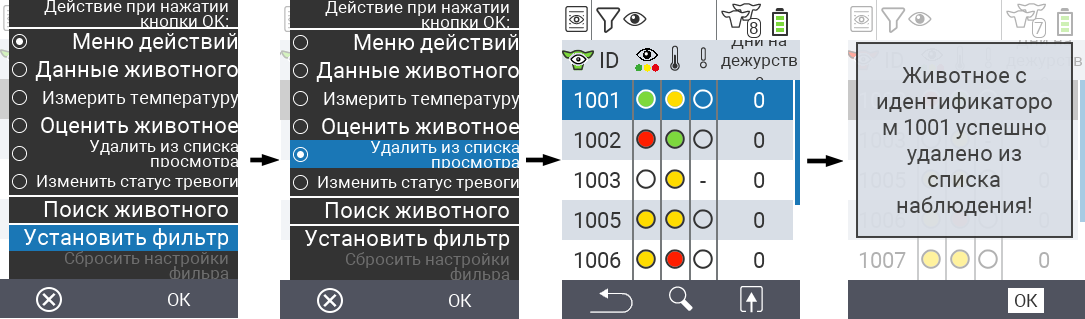 Действие при нажатии
кнопки OK:
Меню действий
Данные животного
Измерить температуру
Оценить животное
Удалить из списка
просмотра
Изменить статус тревоги
Поиск животного
Установить фильтр
Сбросить настройки
фильра
OK
Действие при нажатии
кнопки OK:
Меню действий
Данные животного
Измерить температуру
Оценить животное
Удалить из списка
просмотра
Изменить статус тревоги
Поиск животного
Установить фильтр
Сбросить настройки
фильра
OK
8
ID
Дни на
дежурств
1001 0
1002 0
1003 - 0
1005 0
1006 0
7
Животное с
идентификаторо
м 1001 успешно
удалено из
списка
наблюдения!
1007 0
OK